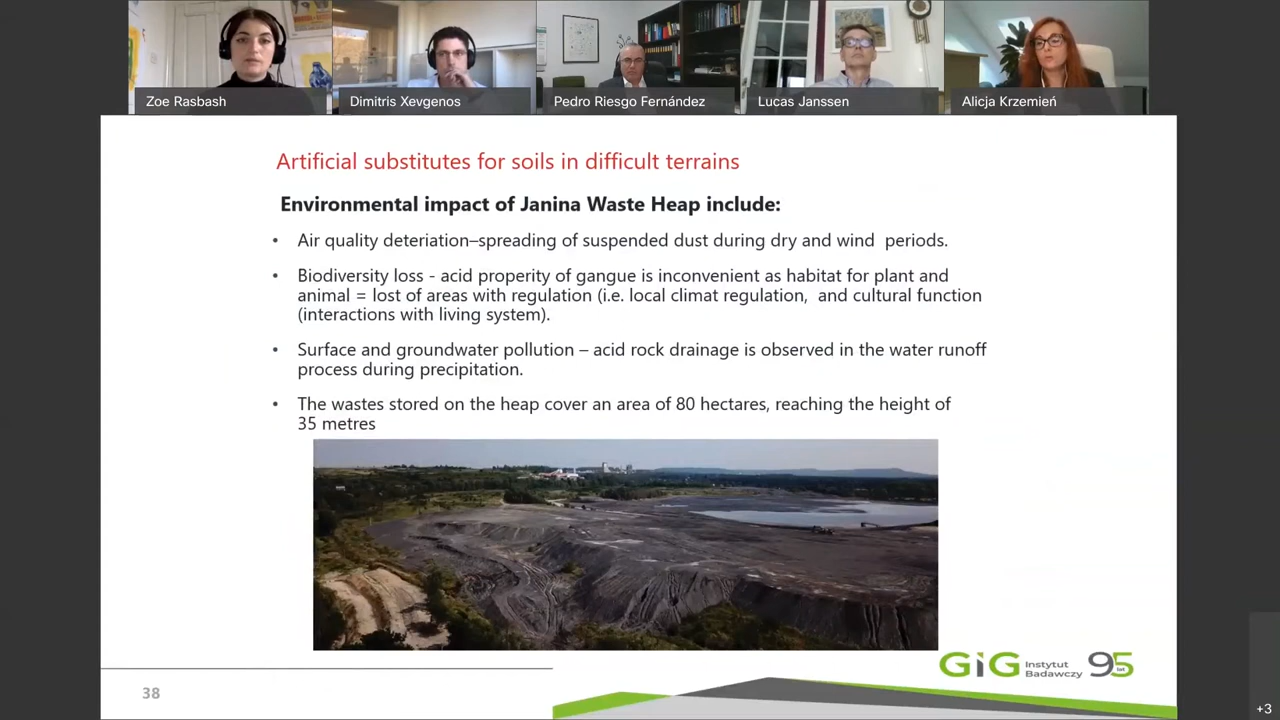 Zoe Rasbash
Dimitris Xevgenos
Pedro Riesgo Fernández
Lucas Janssen
Alicja Krzemień
Artificial substitutes for soils in difficult terrains
Environmental impact of Janina Waste Heap include:
• Air quality deteriation–spreading of suspended dust during dry and wind periods.
• Biodiversity loss - acid properity of gangue is inconvenient as habitat for plant and
animal = lost of areas with regulation (i.e. local climat regulation, and cultural function
(interactions with living system).
• Surface and groundwater pollution – acid rock drainage is observed in the water runoff
process during precipitation.
• The wastes stored on the heap cover an area of 80 hectares, reaching the height of
35 metres
GiG Instytut
Badawczy
95
lat
38
+3